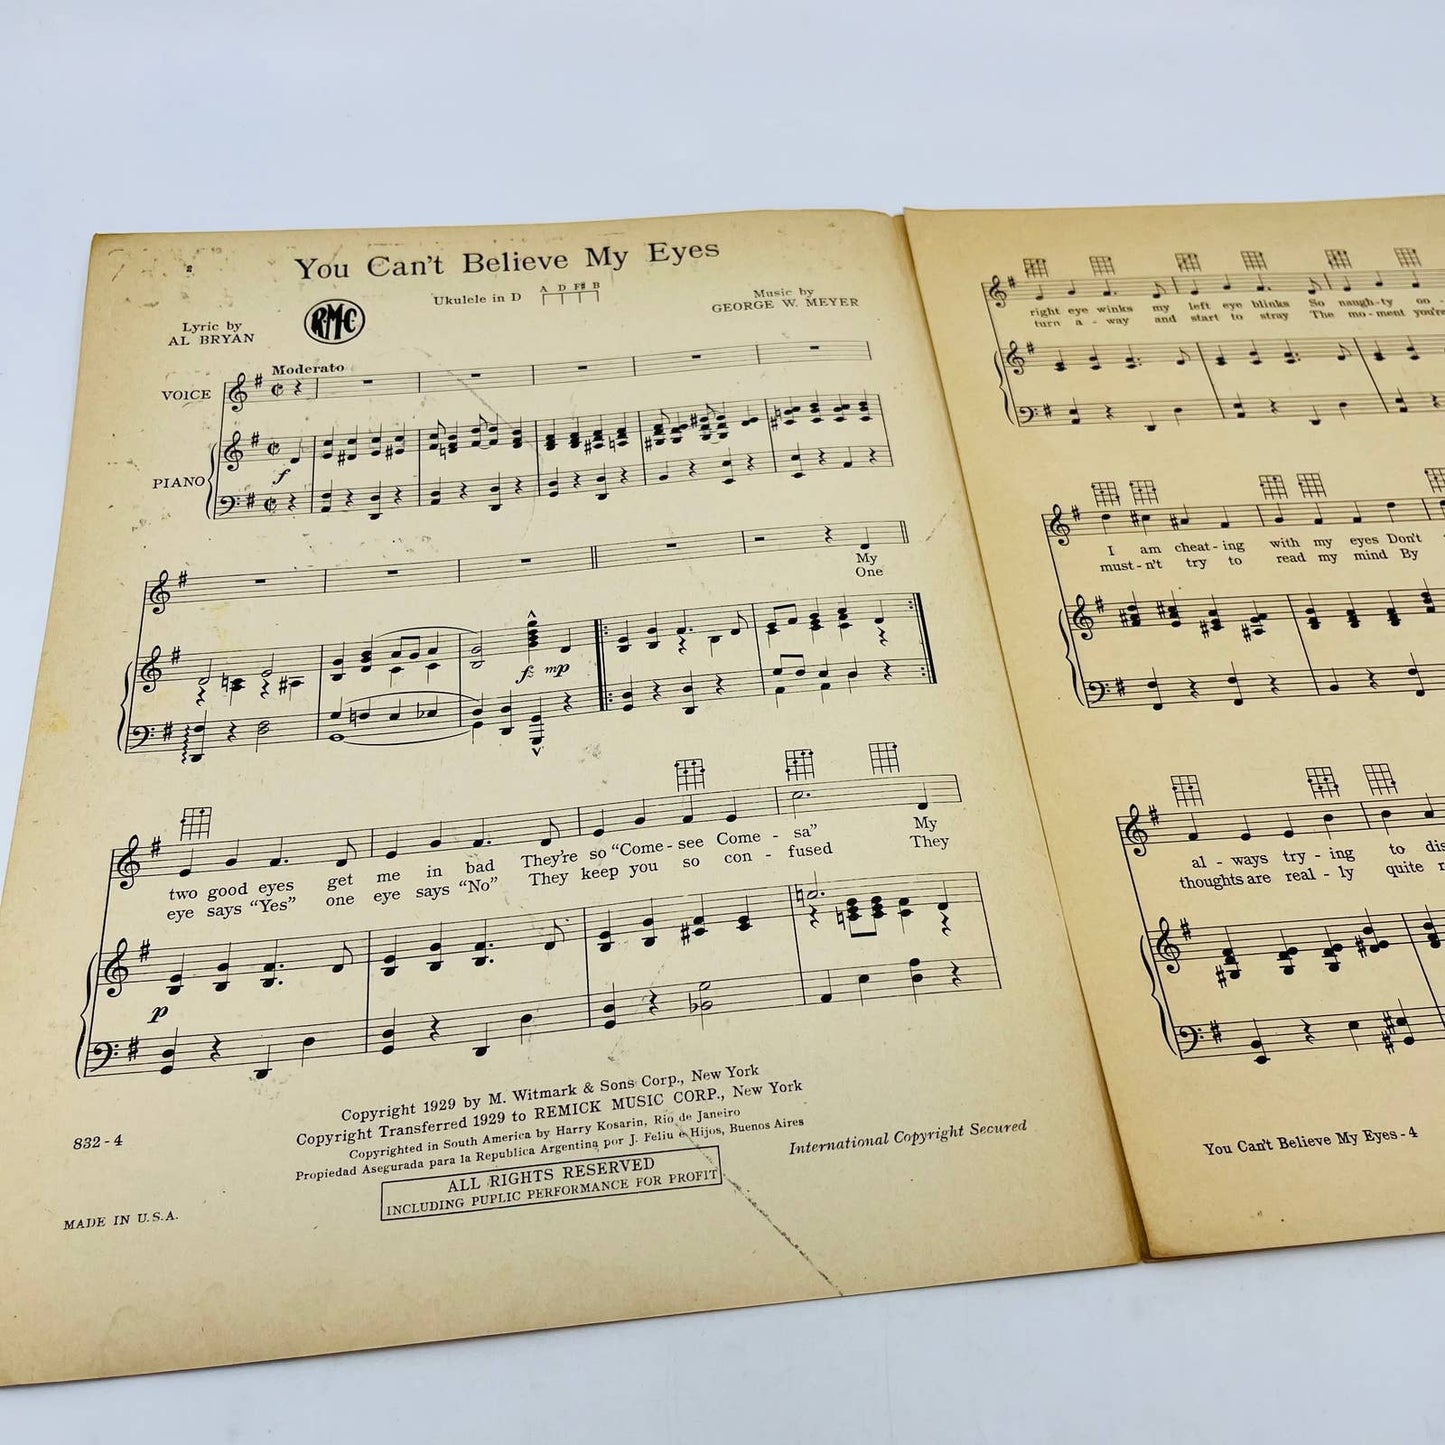 You Can't Believe My Eyes
Ukulele in D A D F# B
RMC
Lyric by
AL BRYAN
Music by
GEORGE W. MEYER
Moderato
VOICE
PIANO
f
My
One
fz dim
two good eyes get me in bad They're so "Come-see Come - sa" My
eye says "Yes" one eye says "No" They keep you so con - fused They
p
Copyright 1929 by M. Witmark & Sons Corp., New York
Copyright Transferred 1929 to REMICK MUSIC CORP., New York
Copyrighted in South America by Harry Kosarin, Rio de Janeiro
Propiedad Asegurada para la Republica Argentina por J. Feliu e Hijos, Buenos Aires
832-4
International Copyright Secured
ALL RIGHTS RESERVED
INCLUDING PUPLIC PERFORMANCE FOR PROFIT
MADE IN U.S.A.
right eye winks my left eye blinks So naugh-ty oo -
turn a - way and start to stray The mo-ment you're
I am cheat-ing with my eyes Don't
must-n't try to read my mind By
al - ways try - ing to dis
thoughts are real - ly quite r
You Can't Believe My Eyes - 4